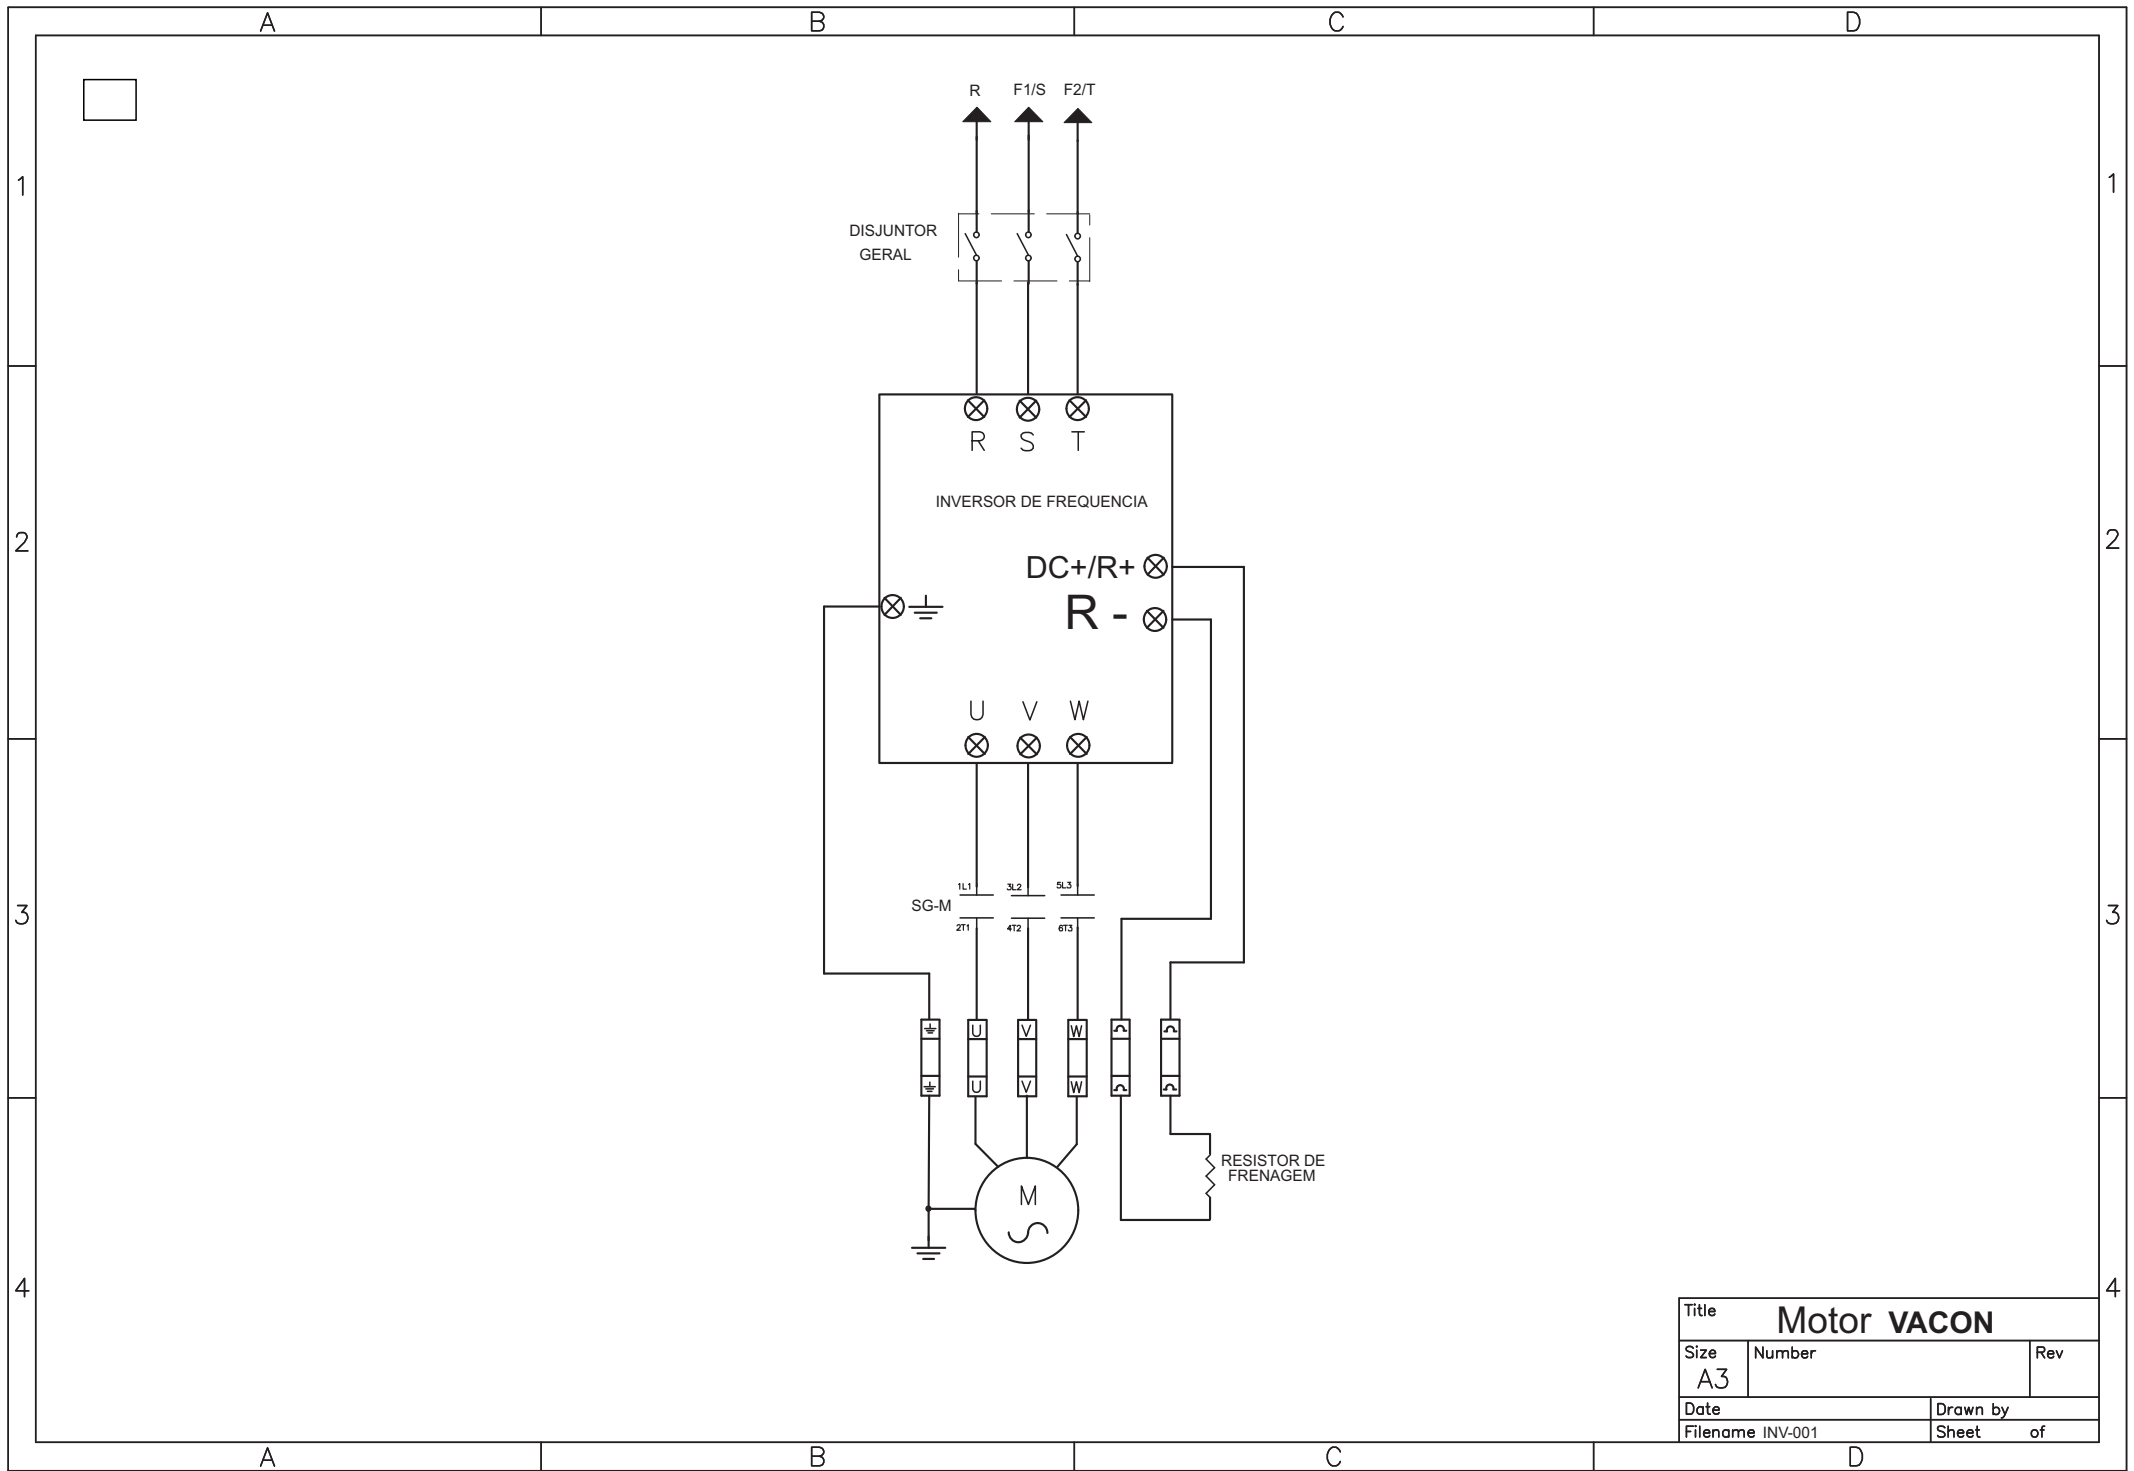 A B C D
R F1/S F2/T
1 1
DISJUNTOR
GERAL
R S T
INVERSOR DE FREQUENCIA
2 2
DC+/R+
R -
U V W
1L1 3L2 5L3
SG-M
3 3
2T1 4T2 6T3
U V W
U V W
RESISTOR DE
FRENAGEM
M
4 4
Title Motor VACON
Size Number Rev
A3
Date Drawn by
Filename INV-001 Sheet of
A B C D